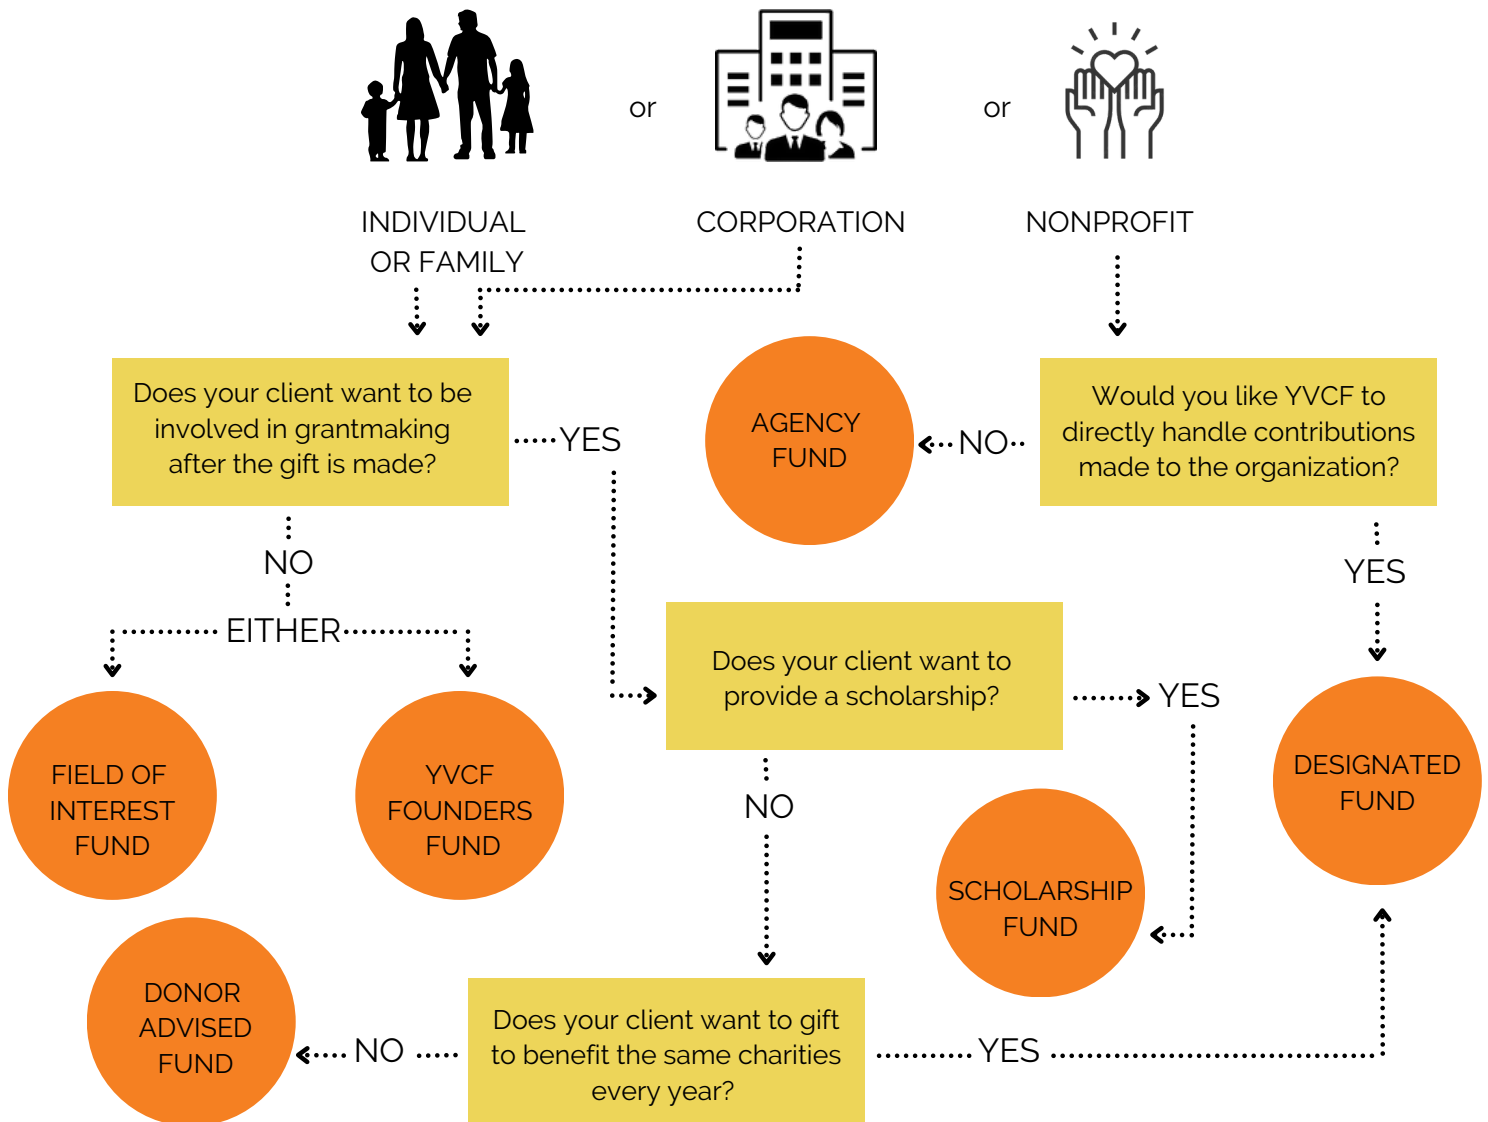 or
or
INDIVIDUAL
OR FAMILY
CORPORATION
NONPROFIT
Does your client want to be
involved in grantmaking
after the gift is made?
YES
AGENCY
FUND
NO
Would you like YVCF to
directly handle contributions
made to the organization?
NO
EITHER
YES
Does your client want to
provide a scholarship?
YES
FIELD OF
INTEREST
FUND
YVCF
FOUNDERS
FUND
NO
SCHOLARSHIP
FUND
DESIGNATED
FUND
DONOR
ADVISED
FUND
NO
Does your client want to gift
to benefit the same charities
every year?
YES